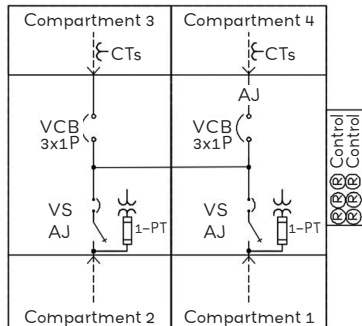 Compartment 3
Compartment 4
CTs
CTs
AJ
VCB
3x1P
VCB
3x1P
VS
AJ
1-PT
VS
AJ
1-PT
Compartment 2
Compartment 1
R R R Control
R R R Control